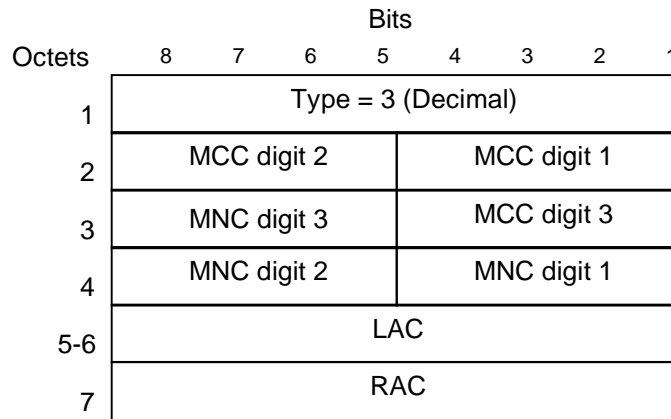 Bits
Octets 8 7 6 5 4 3 2 1
1 Type = 3 (Decimal)
2 MCC digit 2 MCC digit 1
3 MNC digit 3 MCC digit 3
4 MNC digit 2 MNC digit 1
5-6 LAC
7 RAC